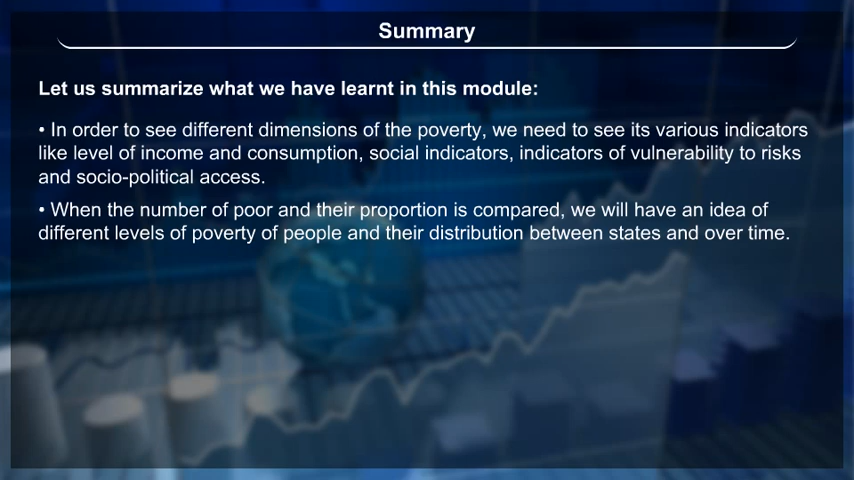 Summary
Let us summarize what we have learnt in this module:
• In order to see different dimensions of the poverty, we need to see its various indicators
like level of income and consumption, social indicators, indicators of vulnerability to risks
and socio-political access.
• When the number of poor and their proportion is compared, we will have an idea of
different levels of poverty of people and their distribution between states and over time.